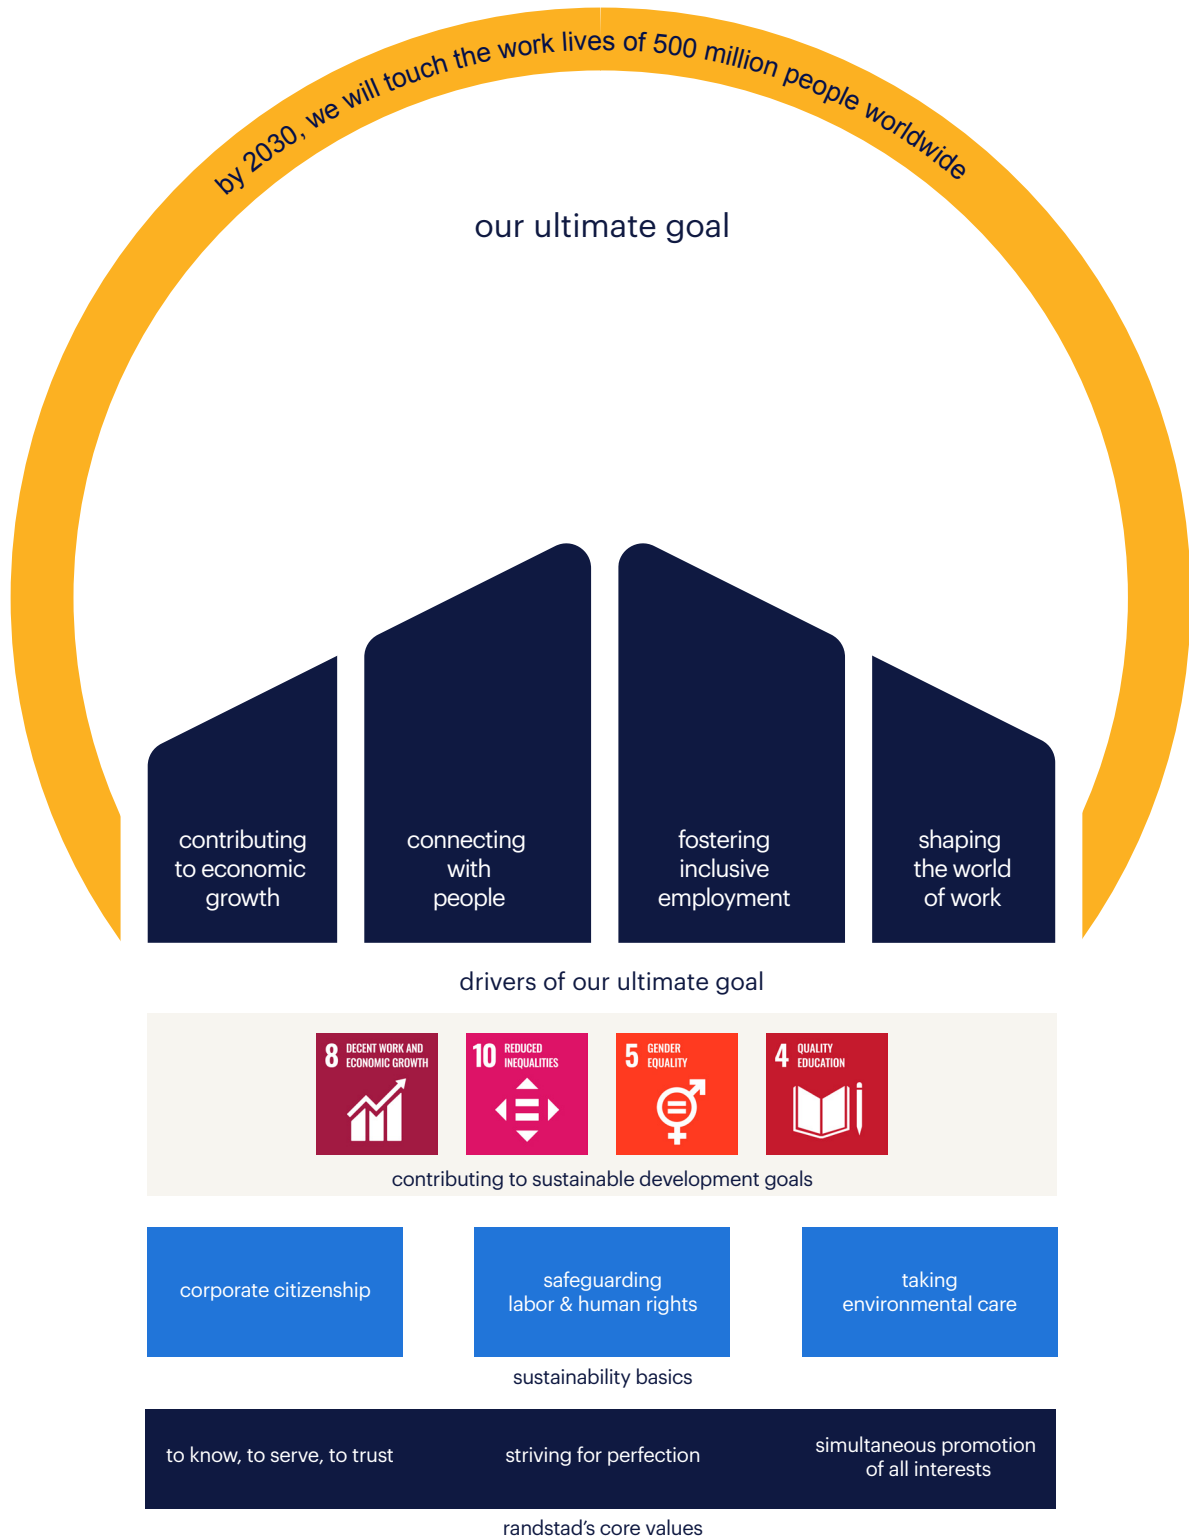 by 2030, we will touch the work lives of 500 million people worldwide
our ultimate goal
contributing
to economic
growth
connecting
with
people
fostering
inclusive
employment
shaping
the world
of work
drivers of our ultimate goal
8 DECENT WORK AND
ECONOMIC GROWTH
10 REDUCED
INEQUALITIES
5 GENDER
EQUALITY
4 QUALITY
EDUCATION
contributing to sustainable development goals
corporate citizenship
safeguarding
labor & human rights
taking
environmental care
sustainability basics
to know, to serve, to trust
striving for perfection
simultaneous promotion
of all interests
randstad's core values